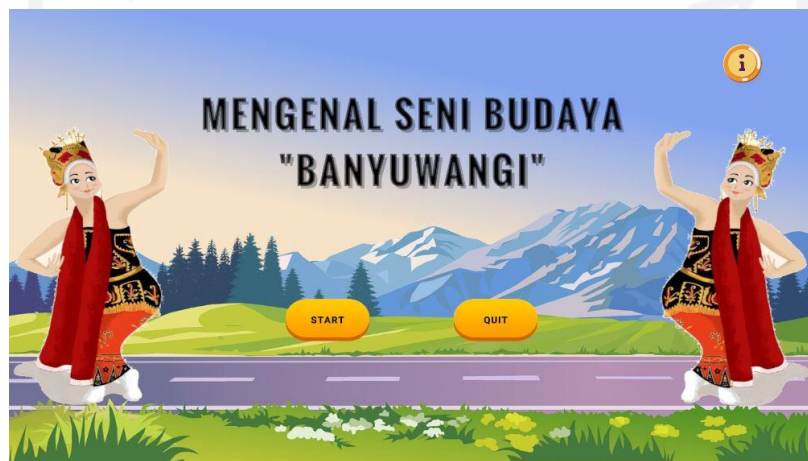 i
MENGENAL SENI BUDAYA
"BANYUWANGI"
START
QUIT